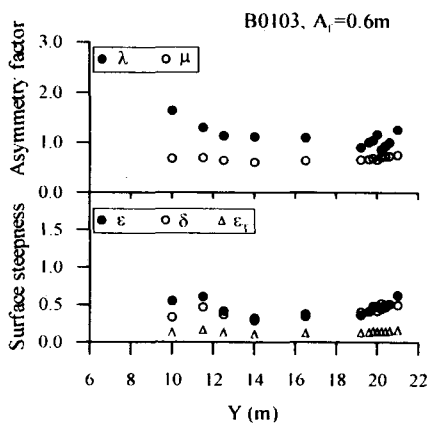 B0103, A_I=0.6m
Asymmetry factor
3.0
2.0
1.0
0.0
λ μ
Surface steepness
1.5
1.0
0.5
0.0
ε δ ε_T
6 8 10 12 14 16 18 20 22
Y (m)